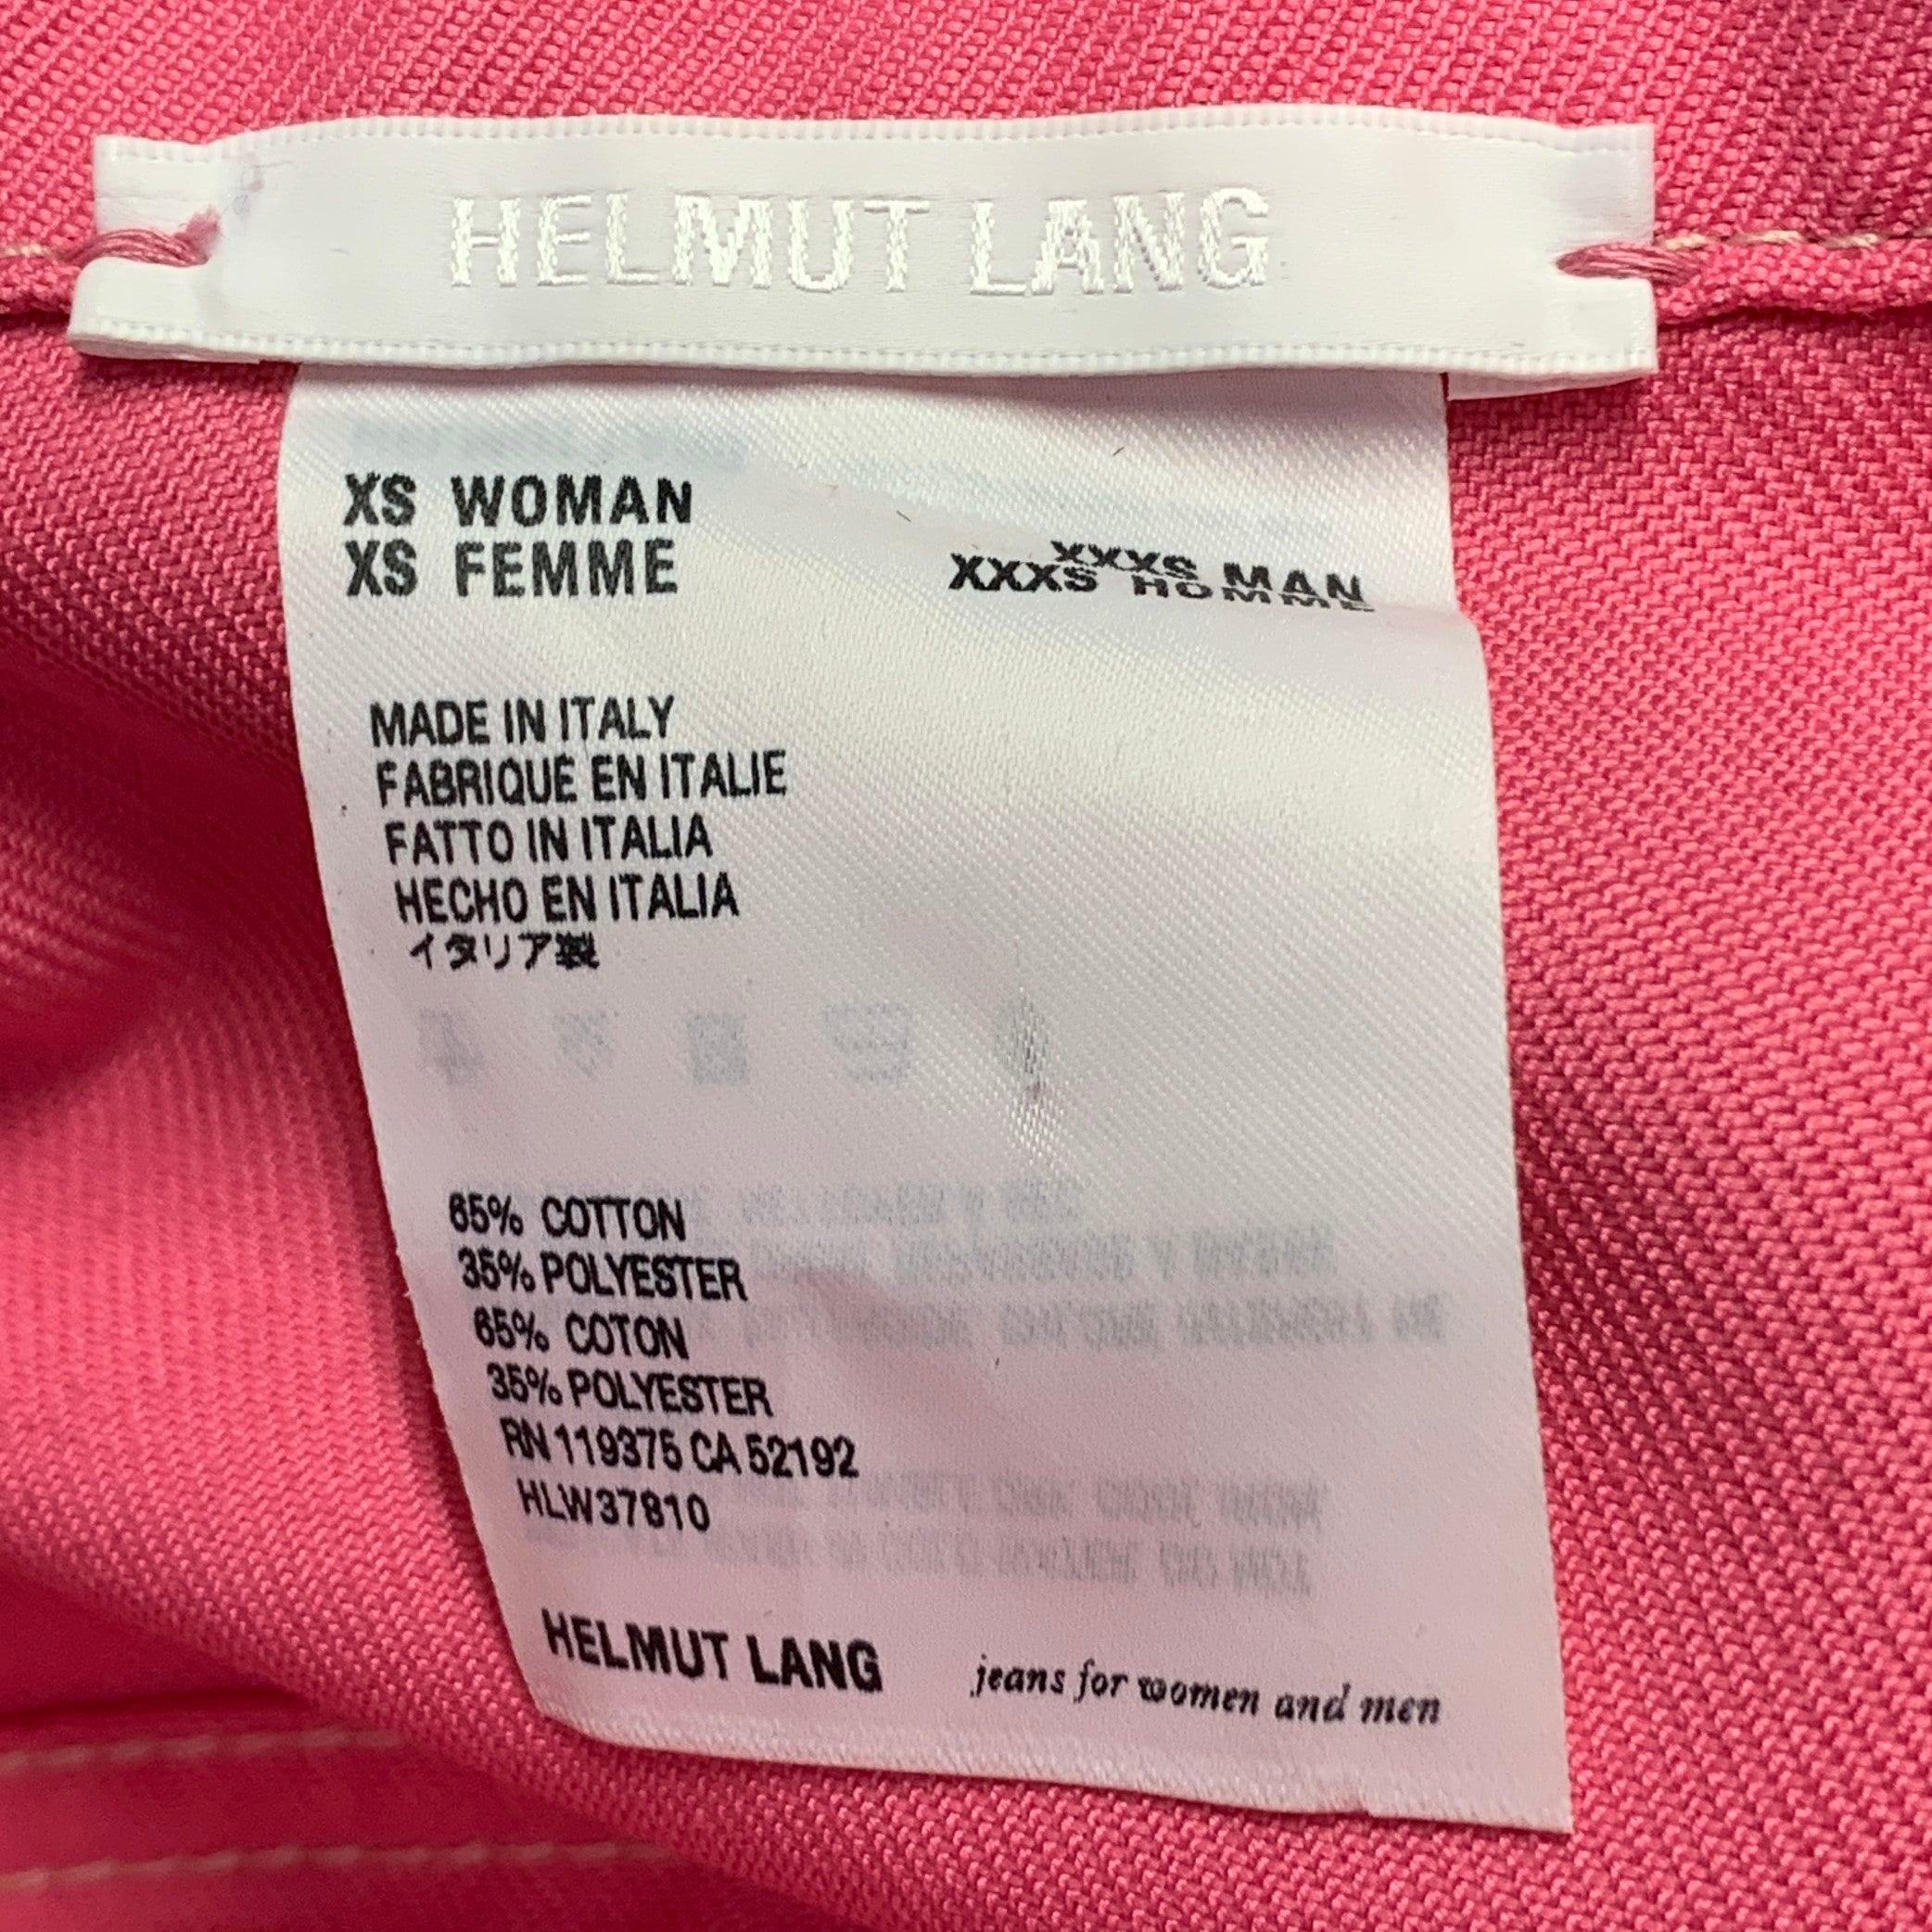 HELMUT LANG
XS WOMAN
XXXS MAN
XS FEMME
XXXS HOMME
MADE IN ITALY
FABRIQUÉ EN ITALIE
FATTO IN ITALIA
HECHO EN ITALIA
イタリア製
65% COTTON
35% POLYESTER
65% COTON
35% POLYESTER
RN 119375 CA 52192
HLW37810
HELMUT LANG jeans for women and men